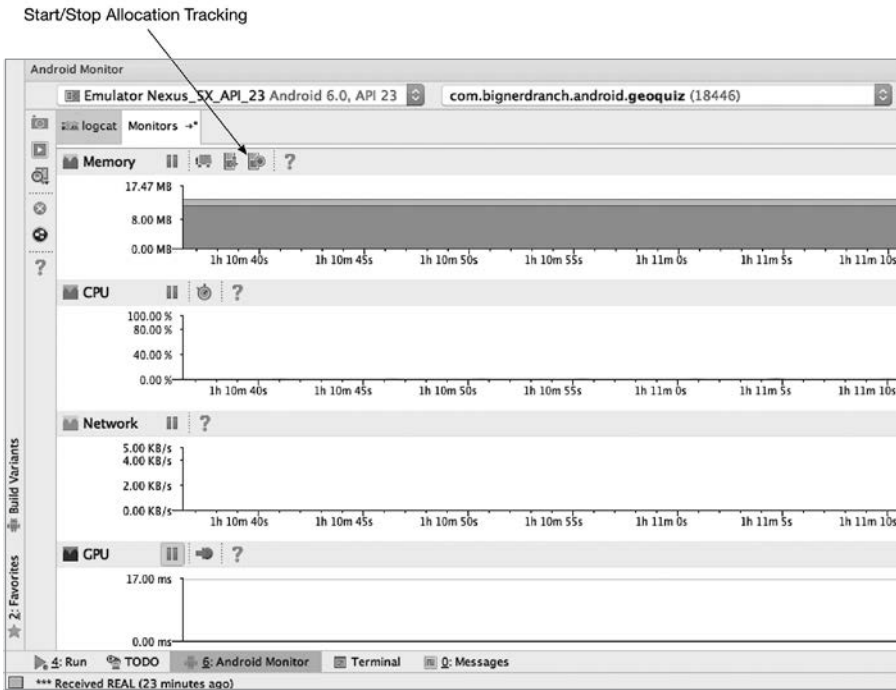 Start/Stop Allocation Tracking
Android Monitor
Emulator Nexus_5X_API_23 Android 6.0, API 23
com.bignerdranch.android.geoquiz (18446)
logcat
Monitors
Memory
?
17.47 MB
8.00 MB
0.00 MB
1h 10m 40s 1h 10m 45s 1h 10m 50s 1h 10m 55s 1h 11m 0s 1h 11m 5s 1h 11m 10s
CPU
?
100.00 %
80.00 %
40.00 %
0.00 %
1h 10m 40s 1h 10m 45s 1h 10m 50s 1h 10m 55s 1h 11m 0s 1h 11m 5s 1h 11m 10s
Network
?
5.00 KB/s
4.00 KB/s
2.00 KB/s
0.00 KB/s
1h 10m 40s 1h 10m 45s 1h 10m 50s 1h 10m 55s 1h 11m 0s 1h 11m 5s 1h 11m 10s
GPU
?
17.00 ms
0.00 ms
?
Build Variants
2: Favorites
4: Run TODO 6: Android Monitor Terminal 0: Messages
*** Received REAL (23 minutes ago)